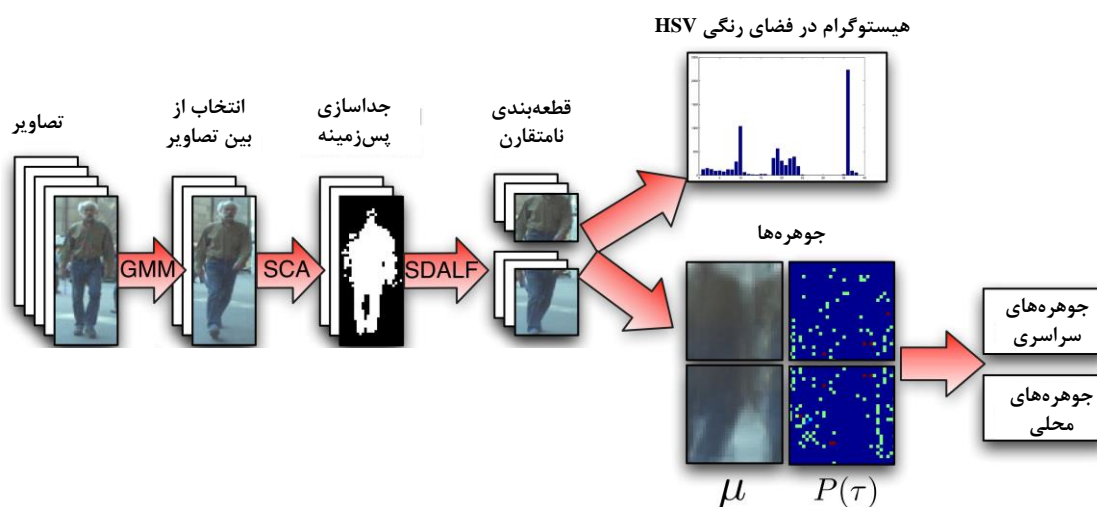 هیستوگرام در فضای رنگی HSV
تصاویر
انتخاب از
بین تصاویر
جداسازی
پس‌زمینه
قطعه‌بندی
نامتقارن
GMM
SCA
SDALF
جوهره‌ها
جوهره‌های
سراسری
جوهره‌های
محلی
μ
P(τ)